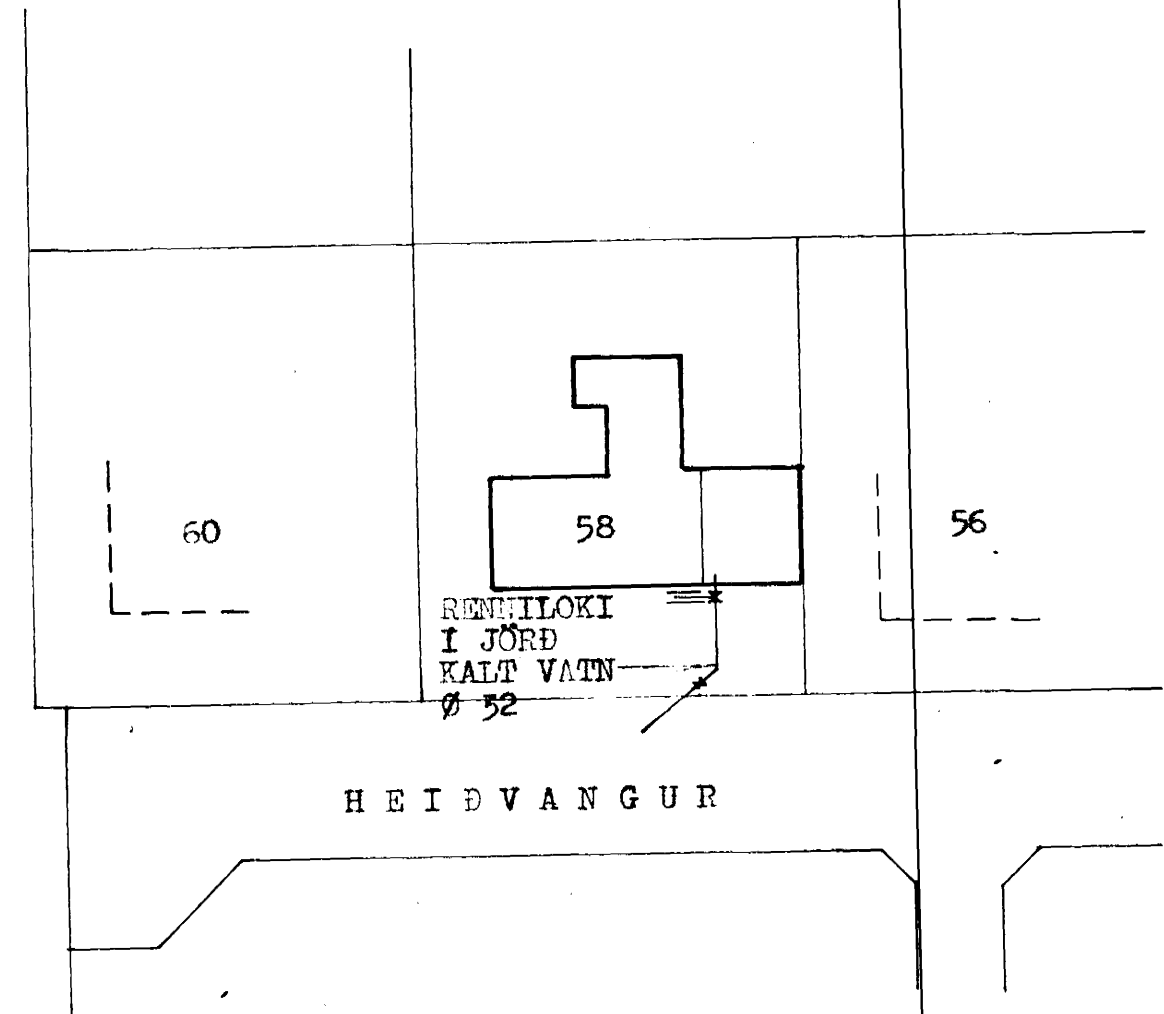 60
58
56
RENNILOKI
Í JÖRÐ
KALT VATN
Ø 52
HEIÐVANGUR